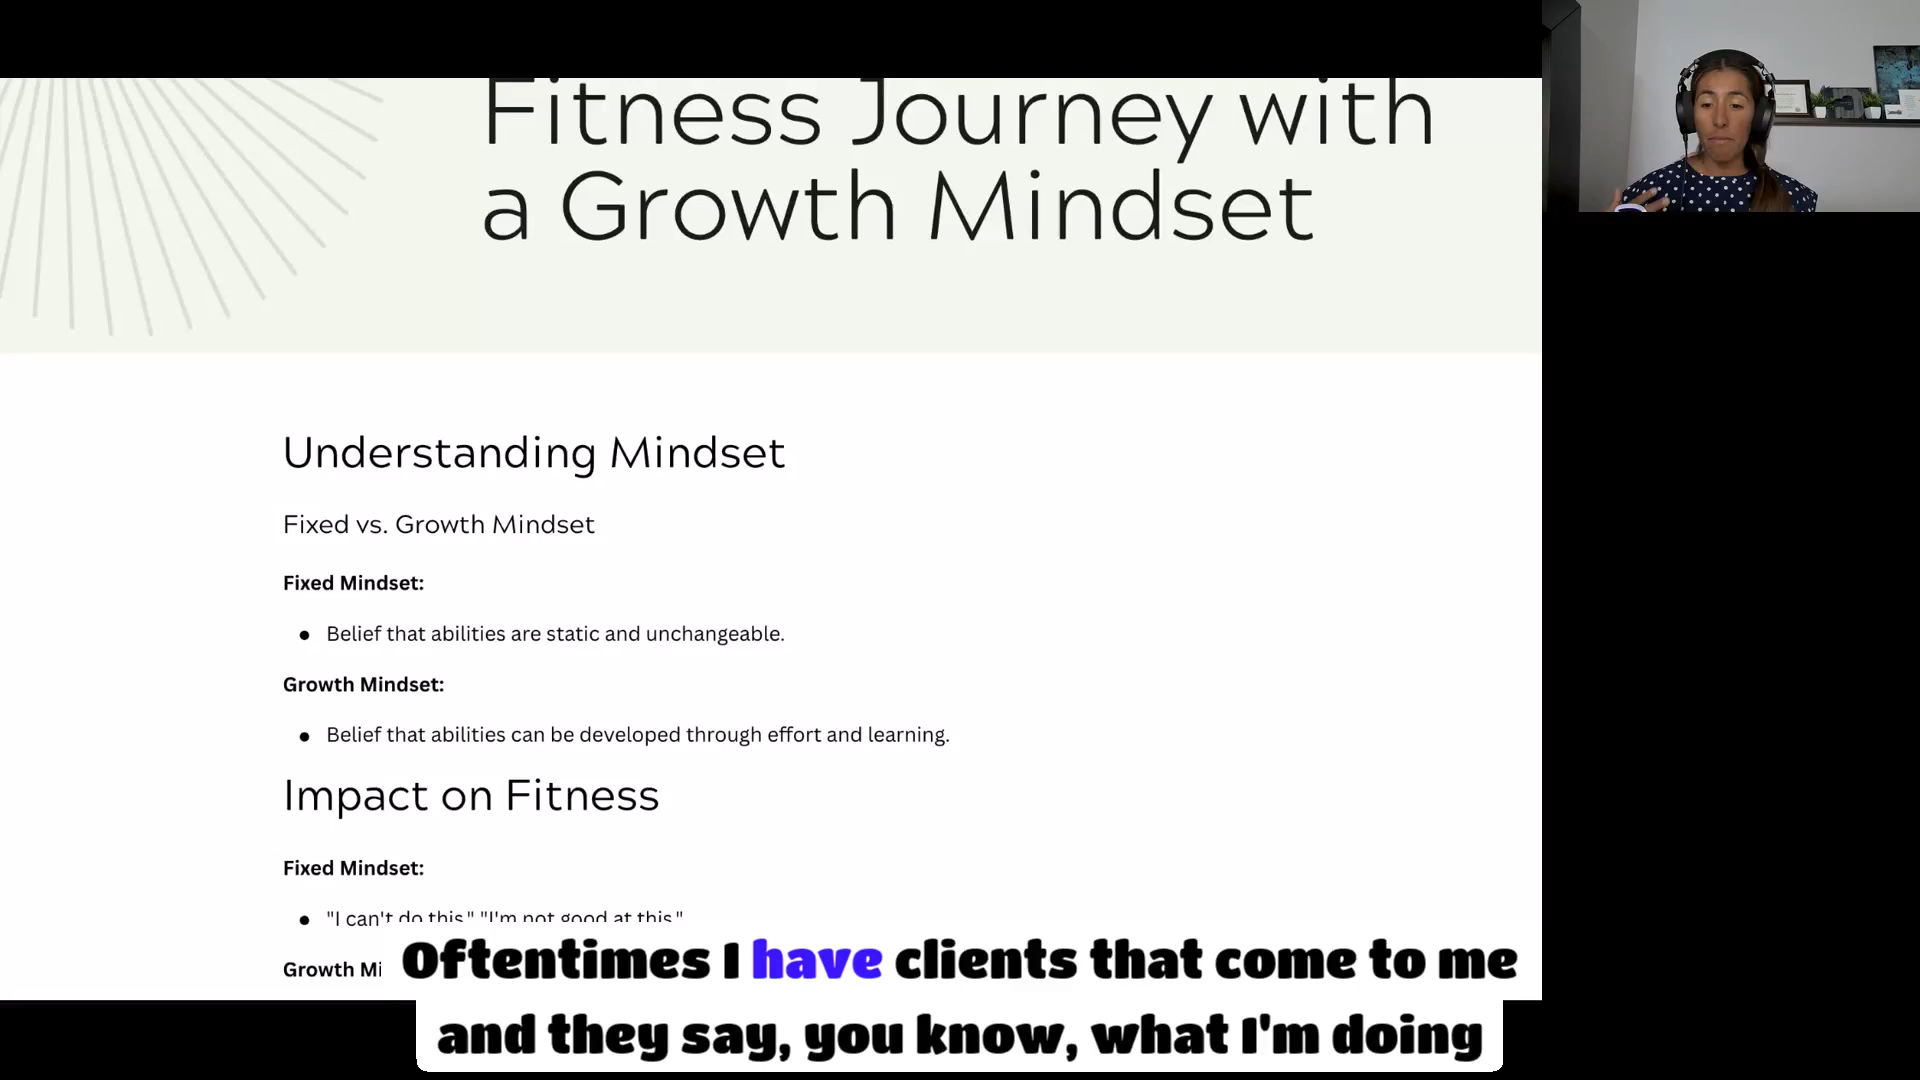 Fitness Journey with
a Growth Mindset
Understanding Mindset
Fixed vs. Growth Mindset
Fixed Mindset:
● Belief that abilities are static and unchangeable.
Growth Mindset:
● Belief that abilities can be developed through effort and learning.
Impact on Fitness
Fixed Mindset:
● "I can't do this." "I'm not good at this."
Growth Mi
Oftentimes I have clients that come to me
and they say, you know, what I'm doing